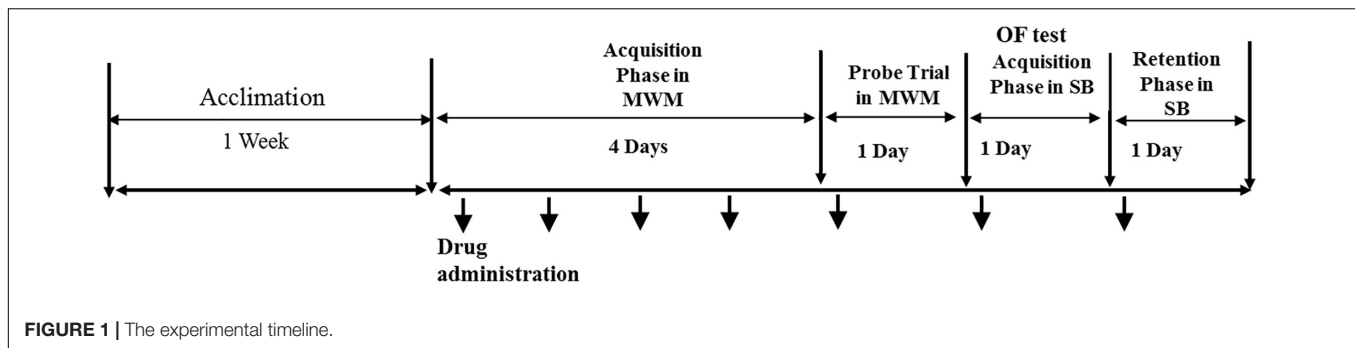 Acclimation
1 Week
Acquisition
Phase in
MWM
4 Days
Probe Trial
in MWM
1 Day
OF test
Acquisition
Phase in SB
1 Day
Retention
Phase in
SB
1 Day
Drug
administration
FIGURE 1 | The experimental timeline.